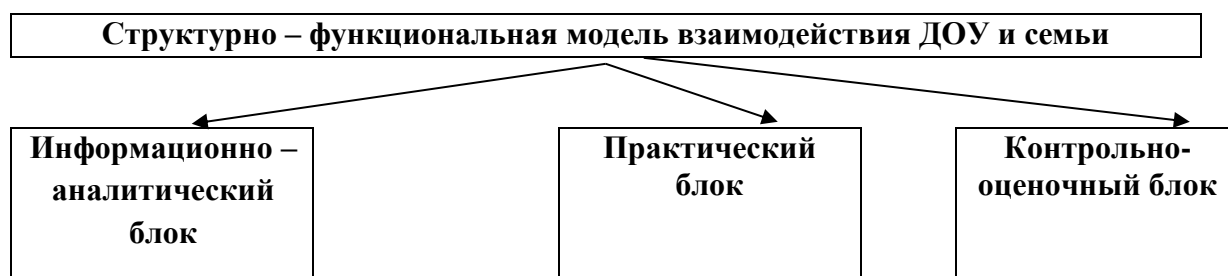 Структурно – функциональная модель взаимодействия ДОУ и семьи
Информационно –
аналитический
блок
Практический
блок
Контрольно-
оценочный блок